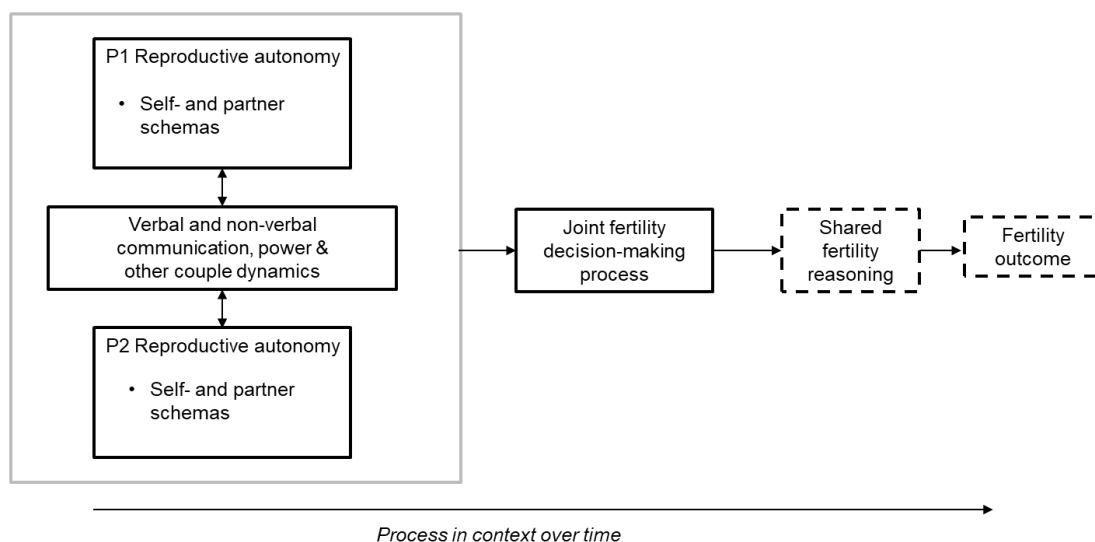 P1 Reproductive autonomy
• Self- and partner
schemas
Verbal and non-verbal
communication, power &
other couple dynamics
P2 Reproductive autonomy
• Self- and partner
schemas
Joint fertility
decision-making
process
Shared
fertility
reasoning
Fertility
outcome
Process in context over time